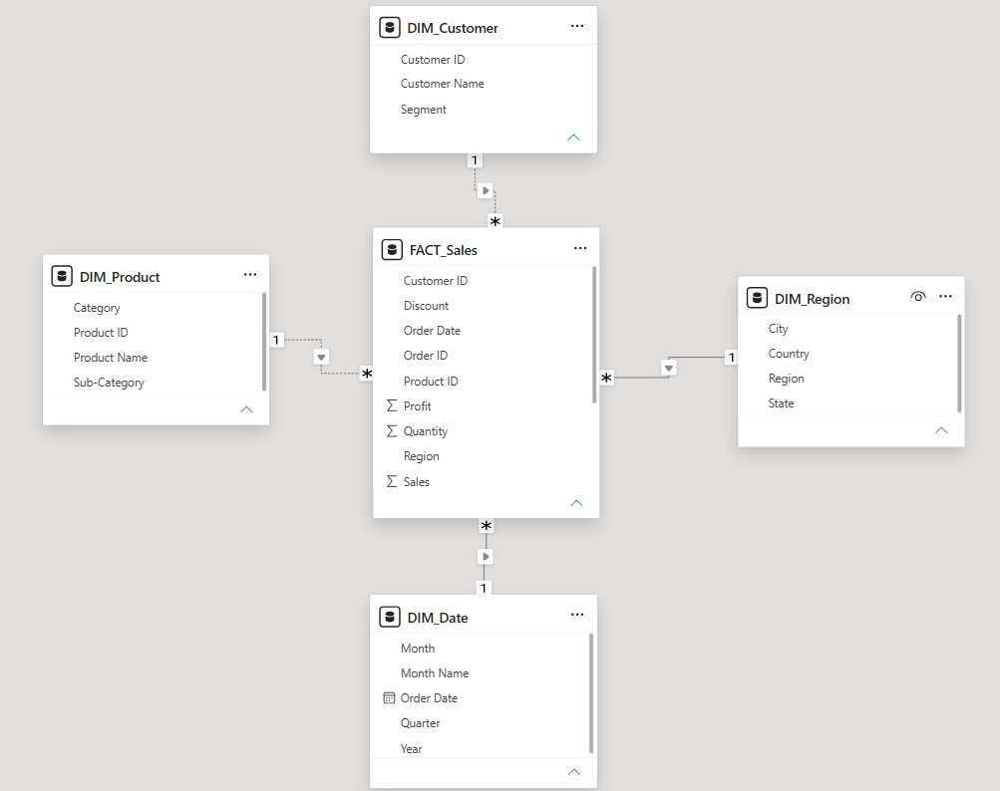 DIM_Customer
Customer ID
Customer Name
Segment
1
*
FACT_Sales
Customer ID
Discount
Order Date
Order ID
Product ID
Σ Profit
Σ Quantity
Region
Σ Sales
DIM_Product
Category
Product ID
Product Name
Sub-Category
1
*
DIM_Region
City
Country
Region
State
*
1
*
1
DIM_Date
Month
Month Name
Order Date
Quarter
Year